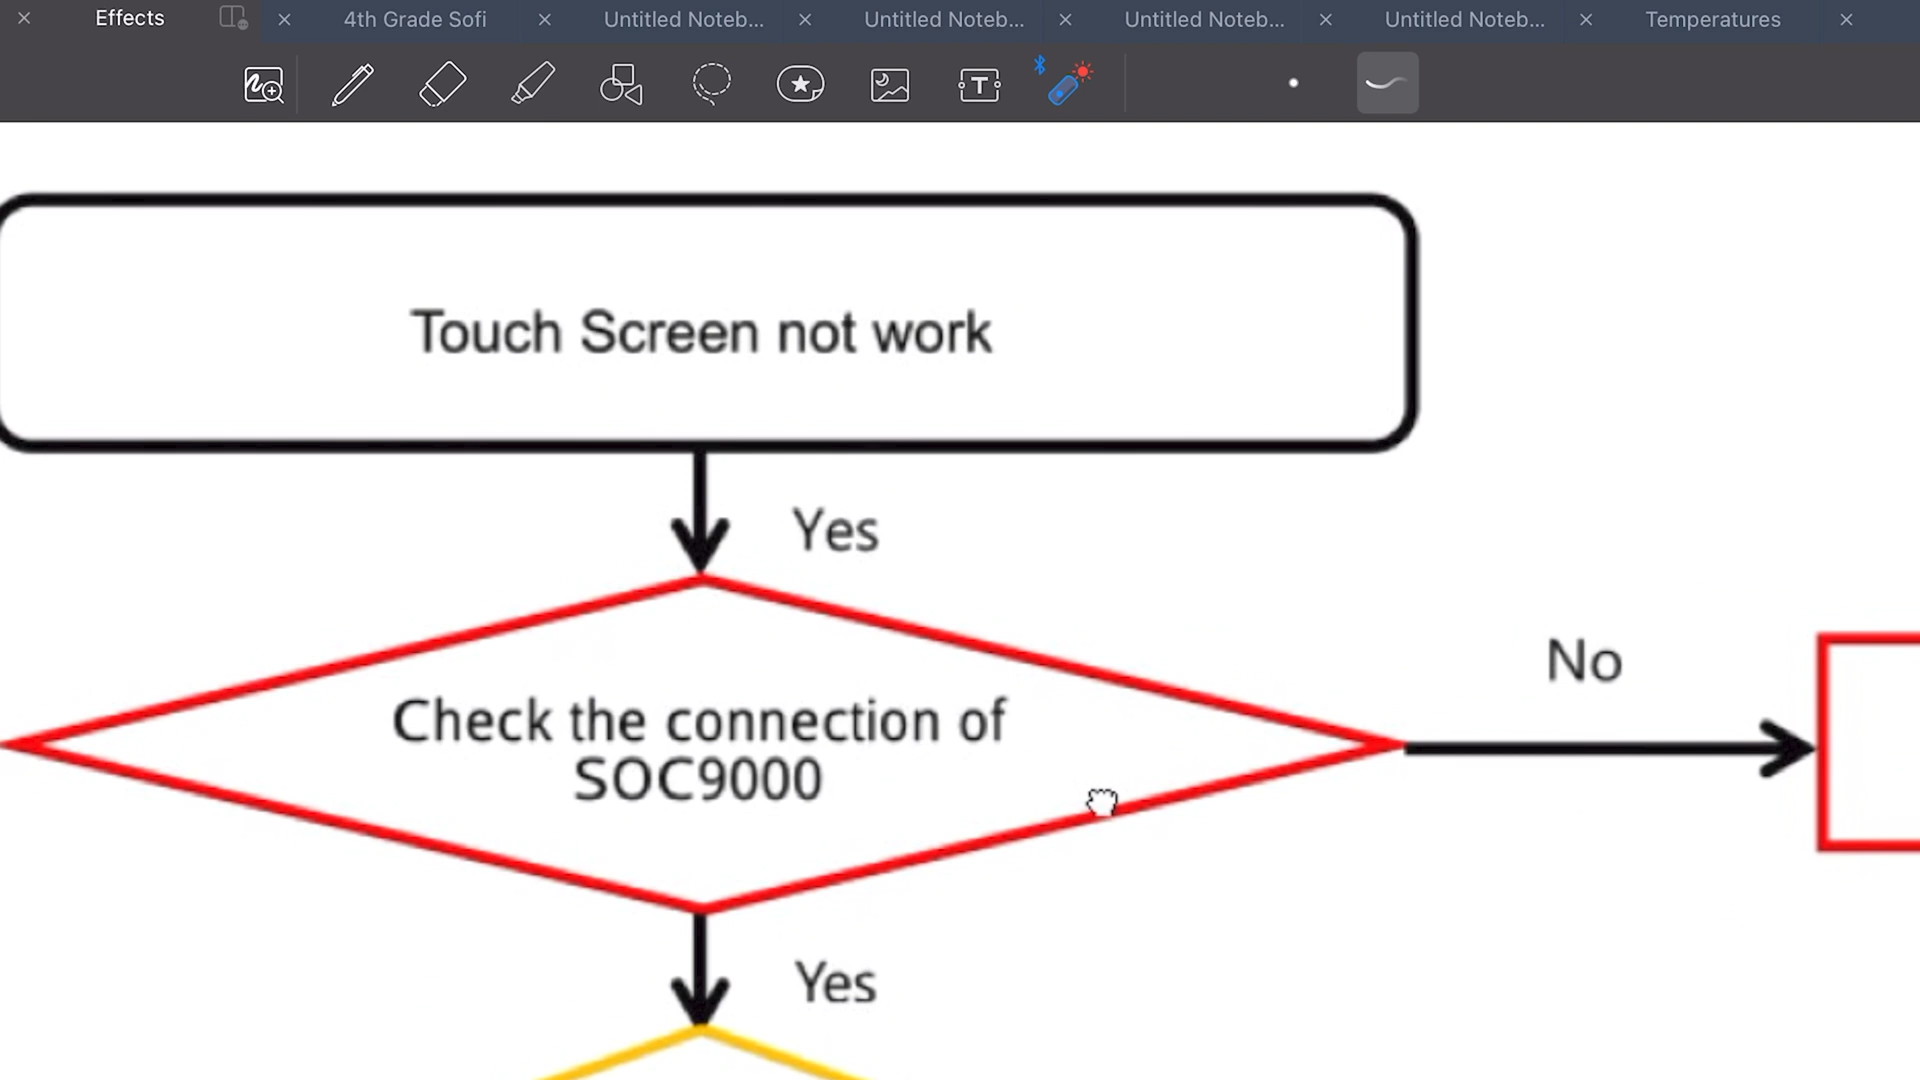 Effects
4th Grade Sofi
Untitled Noteb...
Untitled Noteb...
Untitled Noteb...
Untitled Noteb...
Temperatures
T
Touch Screen not work
Yes
Check the connection of
SOC9000
No
Yes